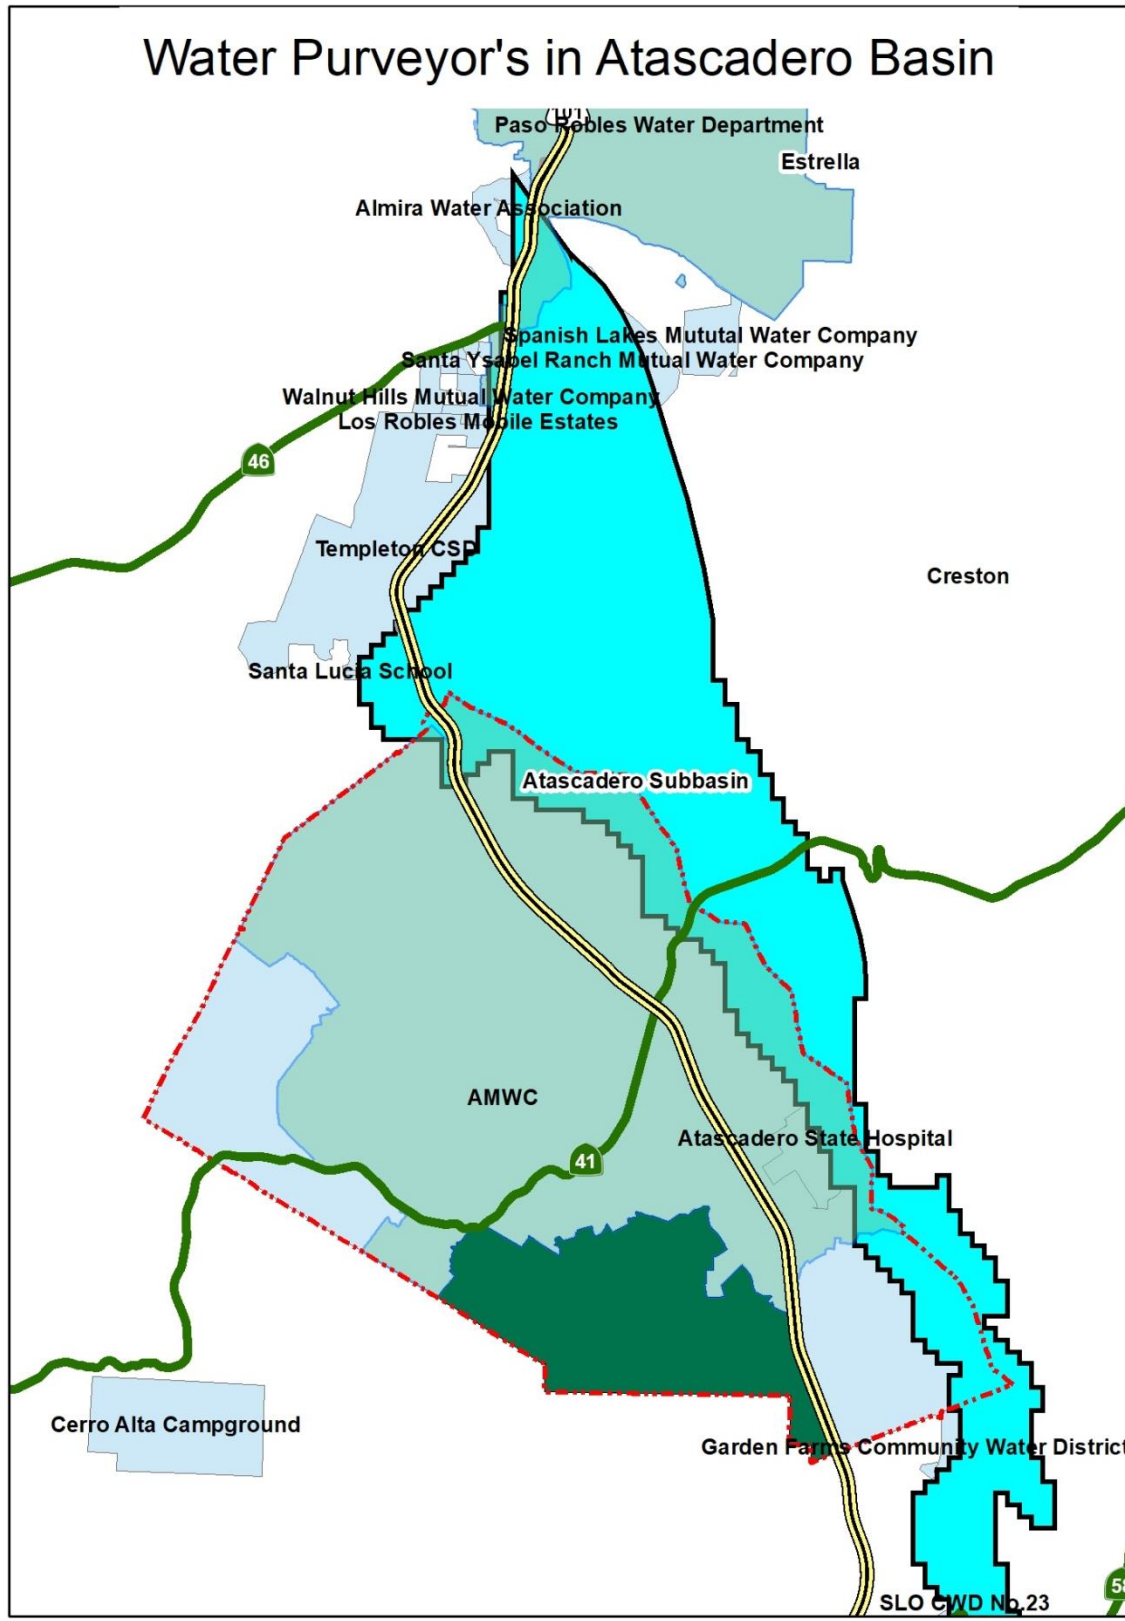 Water Purveyor's in Atascadero Basin
101
Paso Robles Water Department
Estrella
Almira Water Association
Spanish Lakes Mututal Water Company
Santa Ysabel Ranch Mutual Water Company
Walnut Hills Mutual Water Company
Los Robles Mobile Estates
46
Templeton CSD
Creston
Santa Lucia School
Atascadero Subbasin
AMWC
Atascadero State Hospital
41
Cerro Alta Campground
Garden Farms Community Water District
58
SLO CWD No.23